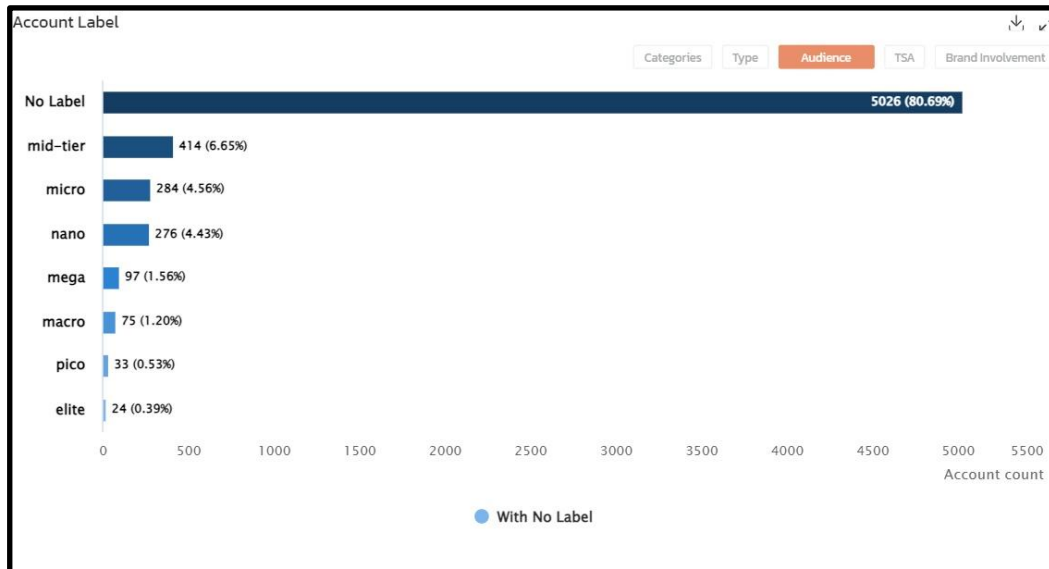 Account Label
Categories Type Audience TSA Brand Involvement
No Label 5026 (80.69%)
mid-tier 414 (6.65%)
micro 284 (4.56%)
nano 276 (4.43%)
mega 97 (1.56%)
macro 75 (1.20%)
pico 33 (0.53%)
elite 24 (0.39%)
0 500 1000 1500 2000 2500 3000 3500 4000 4500 5000 5500
Account count
With No Label